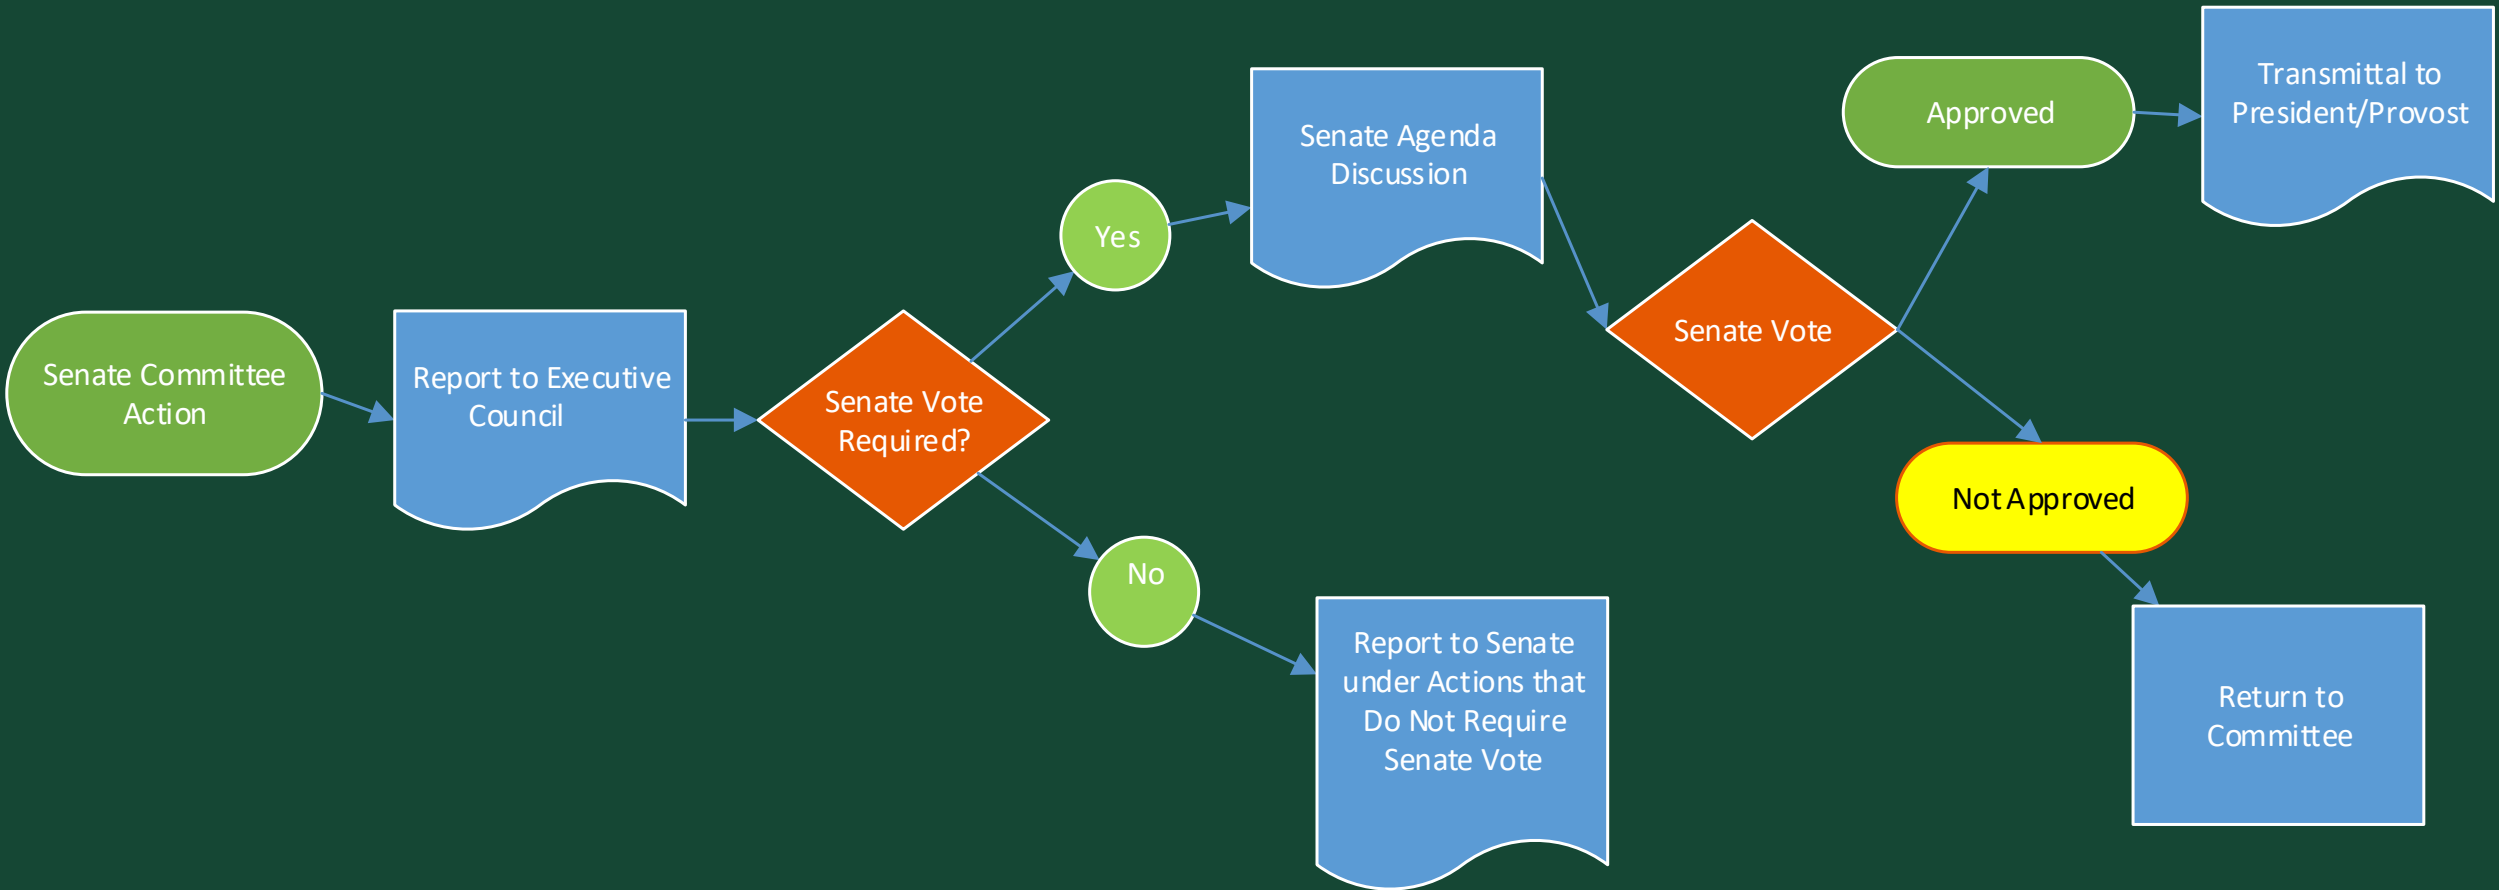 Senate Committee
Action
Report to Executive
Council
Senate Vote
Required?
Yes
Senate Agenda
Discussion
Senate Vote
Approved
Transmittal to
President/Provost
Not Approved
Return to
Committee
No
Report to Senate
under Actions that
Do Not Require
Senate Vote